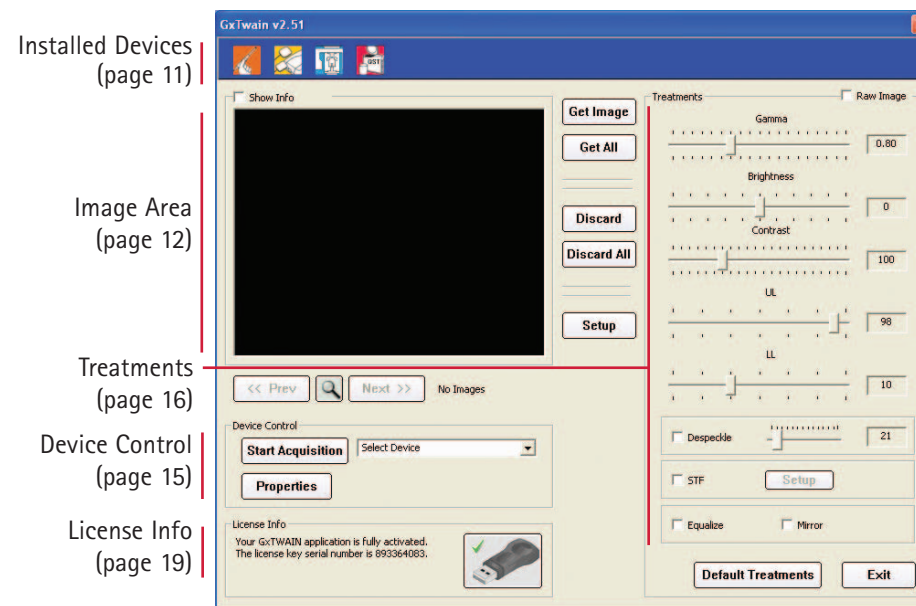 GxTwain v2.51
Installed Devices
(page 11)
GST
Show Info
Image Area
(page 12)
Get Image
Get All
Discard
Discard All
Setup
Treatments
(page 16)
<< Prev
Next >>
No Images
Device Control
(page 15)
Device Control
Start Acquisition
Select Device
Properties
License Info
(page 19)
License Info
Your GxTWAIN application is fully activated.
The license key serial number is 893364083.
Treatments
Raw Image
Gamma
0.80
Brightness
0
Contrast
100
UL
98
LL
10
Despeckle
21
STF
Setup
Equalize
Mirror
Default Treatments
Exit